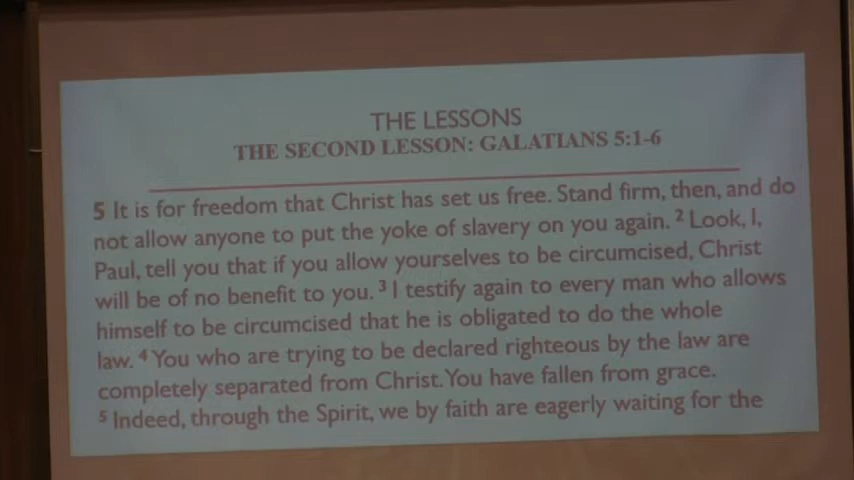 THE LESSONS
THE SECOND LESSON: GALATIANS 5:1-6
5 It is for freedom that Christ has set us free. Stand firm, then, and do
not allow anyone to put the yoke of slavery on you again. ² Look, I,
Paul, tell you that if you allow yourselves to be circumcised, Christ
will be of no benefit to you. ³ I testify again to every man who allows
himself to be circumcised that he is obligated to do the whole
law. ⁴ You who are trying to be declared righteous by the law are
completely separated from Christ. You have fallen from grace.
⁵ Indeed, through the Spirit, we by faith are eagerly waiting for the